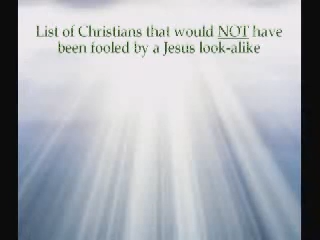 List of Christians that would NOT have
been fooled by a Jesus look-alike